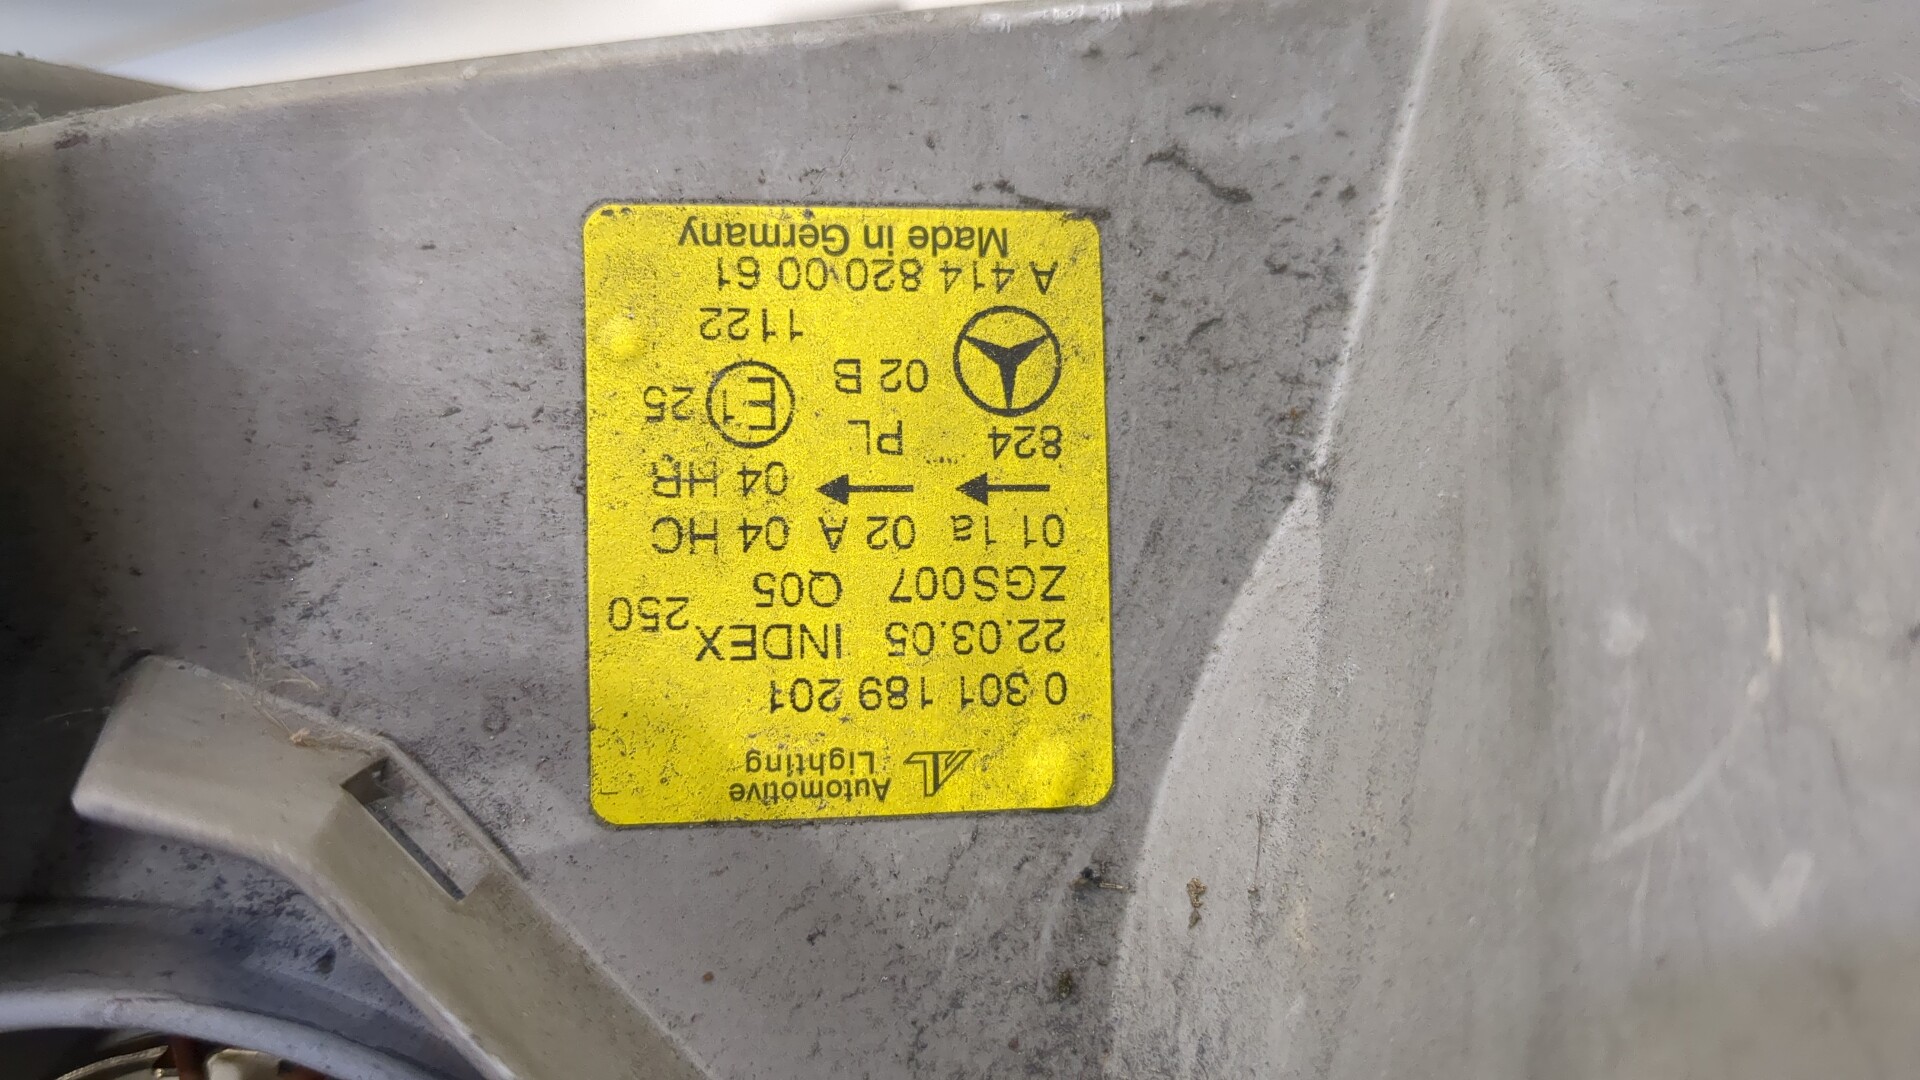 Automotive
Lighting
0 301 189 201
22.03.05 INDEX 250
ZGS007 Q05
01 1a 02 A 04 HC
04 HR
824 PL
02 B E1 25
1122
A 414 820 00 61
Made in Germany